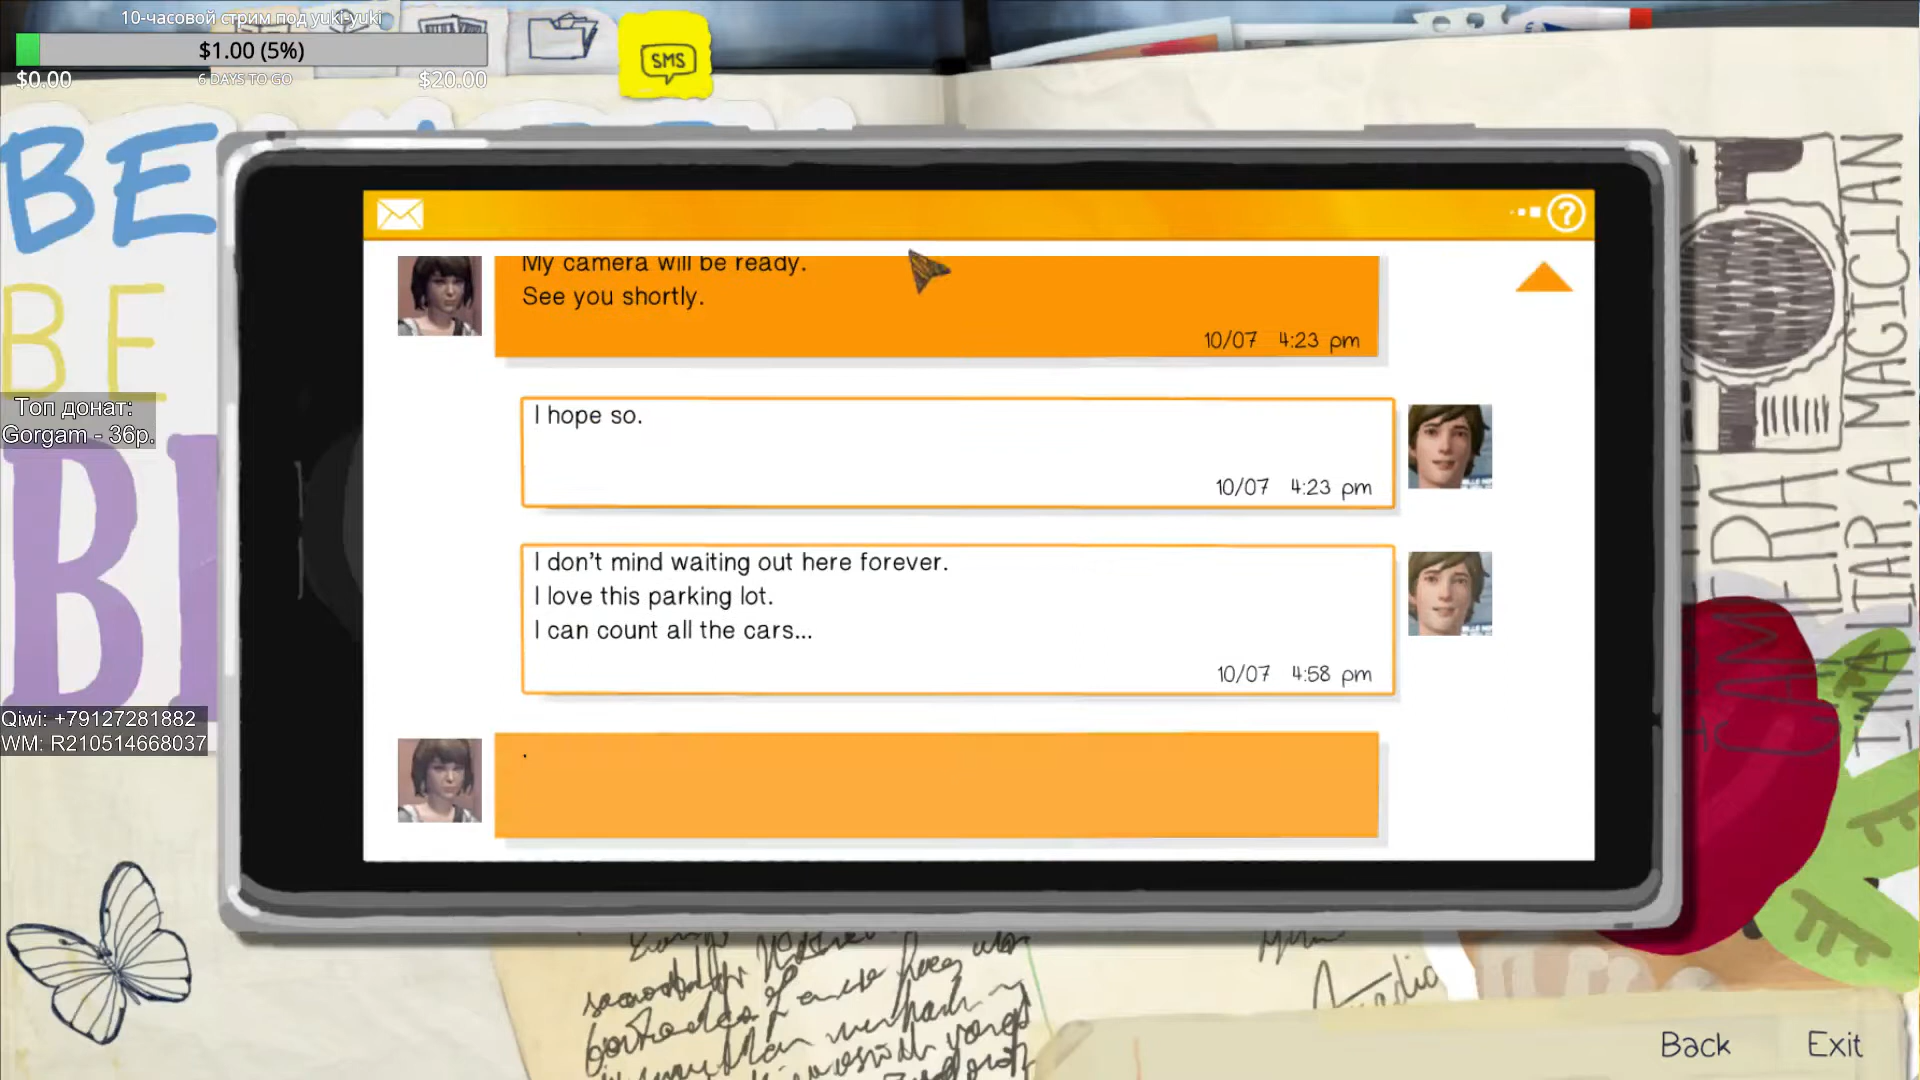 10-часовой стрим под yuki-yuki
$1.00 (5%)
$0.00
6 DAYS TO GO
$20.00
SMS
BE
BE
My camera will be ready.
See you shortly.
10/07 4:23 pm
I hope so.
10/07 4:23 pm
Топ донат:
Gorgam - 36р.
I don't mind waiting out here forever.
I love this parking lot.
I can count all the cars...
10/07 4:58 pm
Qiwi: +79127281882
WM: R210514668037
.
CAMERA
LIAR, A MAGICIAN
Back
Exit